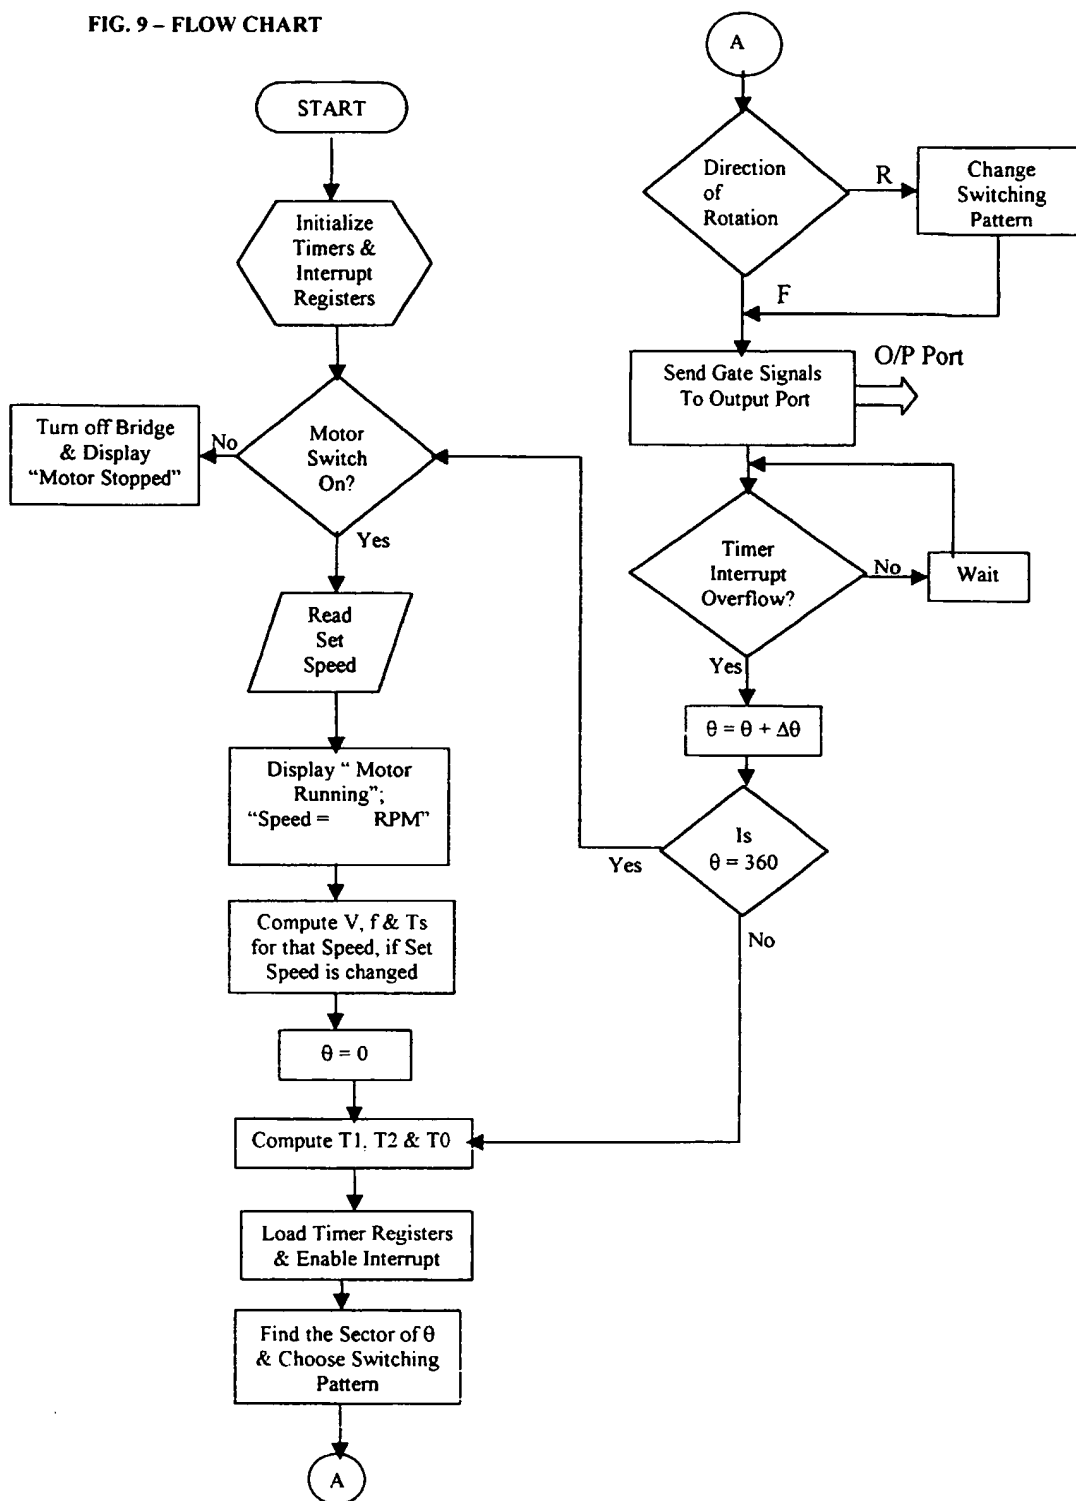 FIG. 9 – FLOW CHART
START
Initialize
Timers &
Interrupt
Registers
Motor
Switch
On?
No
Turn off Bridge
& Display
“Motor Stopped”
Yes
Read
Set
Speed
Display “ Motor
Running”;
“Speed = RPM”
Compute V, f & Ts
for that Speed, if Set
Speed is changed
θ = 0
Compute T1, T2 & T0
Load Timer Registers
& Enable Interrupt
Find the Sector of θ
& Choose Switching
Pattern
A
A
Direction
of
Rotation
R
Change
Switching
Pattern
F
Send Gate Signals
To Output Port
O/P Port
Timer
Interrupt
Overflow?
No
Wait
Yes
θ = θ + Δθ
Is
θ = 360
Yes
No